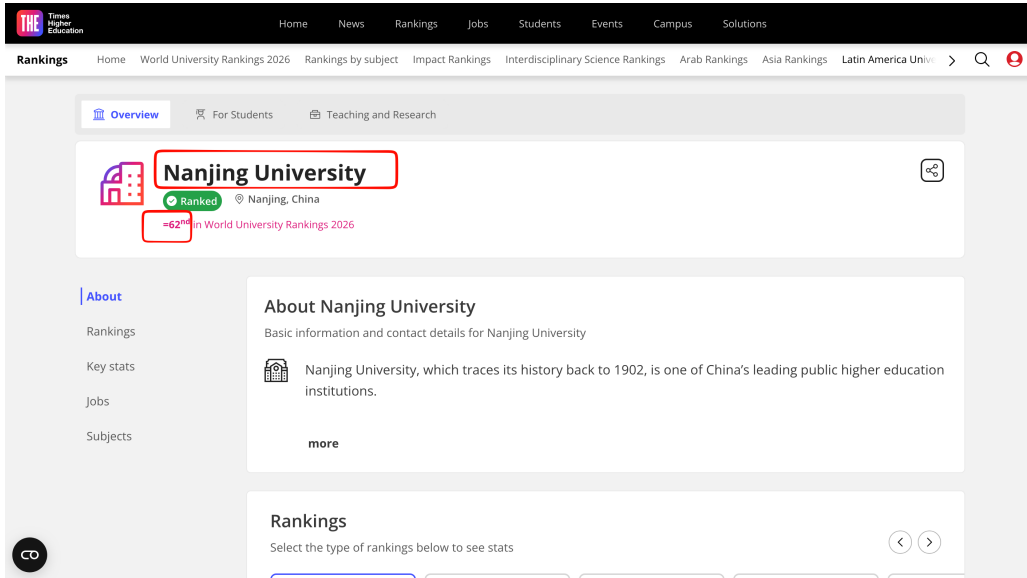 THE Times Higher Education
Home News Rankings Jobs Students Events Campus Solutions
Rankings Home World University Rankings 2026 Rankings by subject Impact Rankings Interdisciplinary Science Rankings Arab Rankings Asia Rankings Latin America Unive
Overview For Students Teaching and Research
Nanjing University
Ranked Nanjing, China
=62nd in World University Rankings 2026
About
Rankings
Key stats
Jobs
Subjects
About Nanjing University
Basic information and contact details for Nanjing University
Nanjing University, which traces its history back to 1902, is one of China’s leading public higher education
institutions.
more
Rankings
Select the type of rankings below to see stats